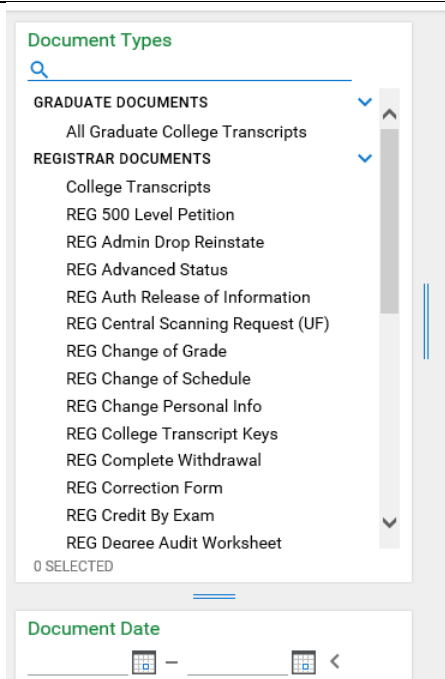 Document Types
GRADUATE DOCUMENTS
All Graduate College Transcripts
REGISTRAR DOCUMENTS
College Transcripts
REG 500 Level Petition
REG Admin Drop Reinstate
REG Advanced Status
REG Auth Release of Information
REG Central Scanning Request (UF)
REG Change of Grade
REG Change of Schedule
REG Change Personal Info
REG College Transcript Keys
REG Complete Withdrawal
REG Correction Form
REG Credit By Exam
REG Degree Audit Worksheet
0 SELECTED
Document Date
–